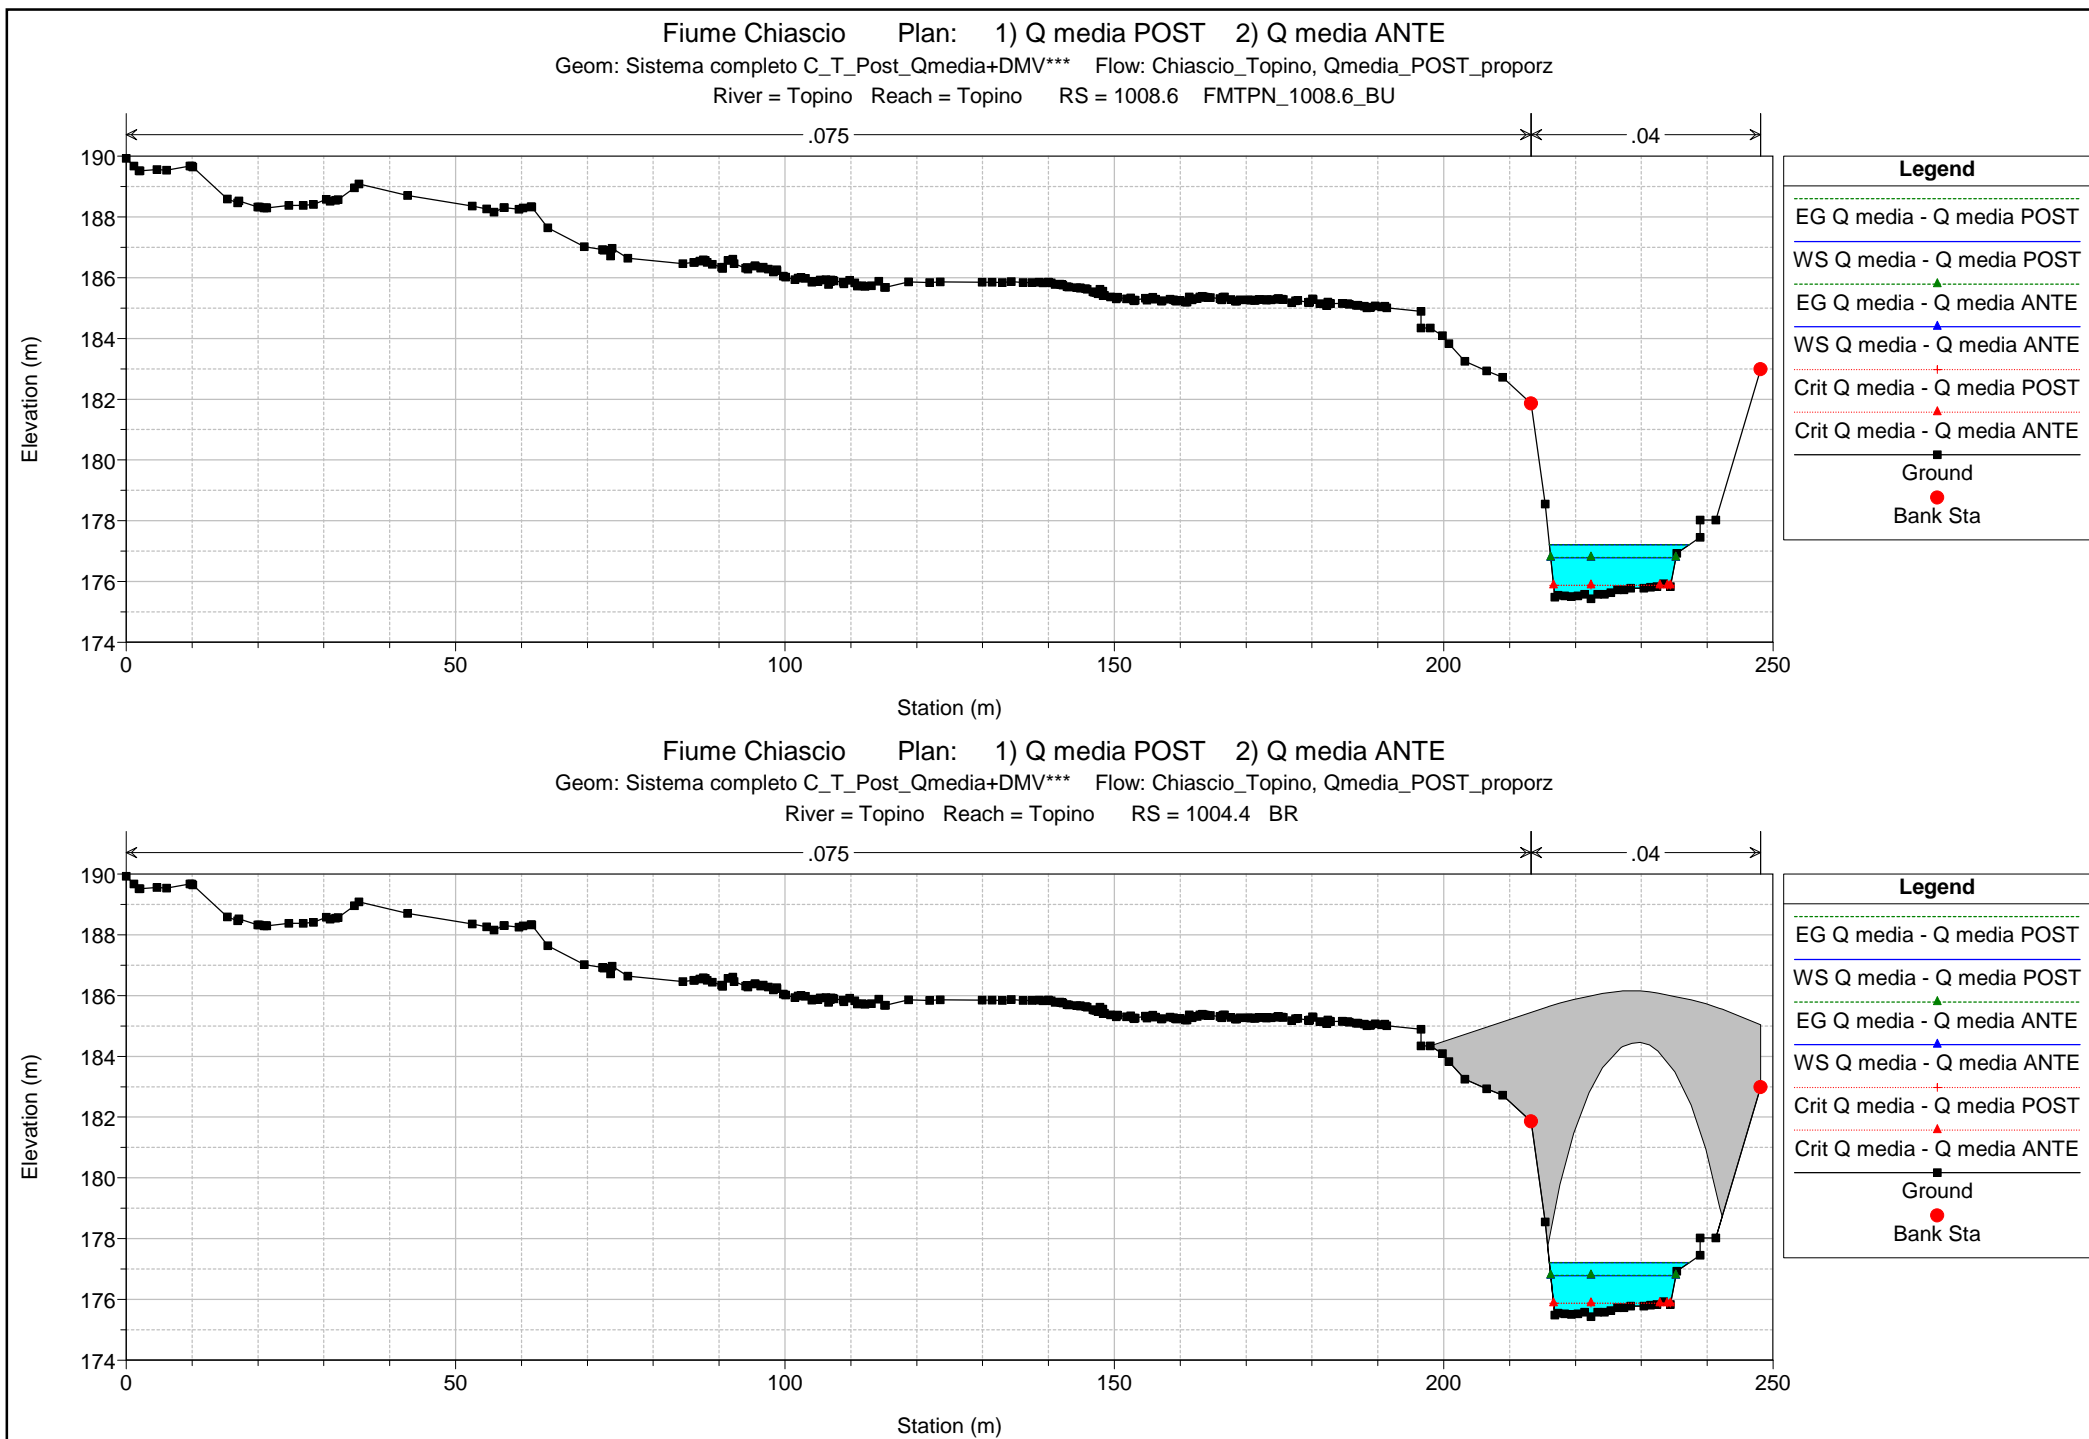 Fiume Chiascio Plan: 1) Q media POST 2) Q media ANTE
Geom: Sistema completo C_T_Post_Qmedia+DMV*** Flow: Chiascio_Topino, Qmedia_POST_proporz
River = Topino Reach = Topino RS = 1008.6 FMTPN_1008.6_BU
.075 .04
190
188
186
184
182
180
178
176
174
0 50 100 150 200 250
Elevation (m)
Station (m)
Legend
EG Q media - Q media POST
WS Q media - Q media POST
EG Q media - Q media ANTE
WS Q media - Q media ANTE
Crit Q media - Q media POST
Crit Q media - Q media ANTE
Ground
Bank Sta
Fiume Chiascio Plan: 1) Q media POST 2) Q media ANTE
Geom: Sistema completo C_T_Post_Qmedia+DMV*** Flow: Chiascio_Topino, Qmedia_POST_proporz
River = Topino Reach = Topino RS = 1004.4 BR
.075 .04
190
188
186
184
182
180
178
176
174
0 50 100 150 200 250
Elevation (m)
Station (m)
Legend
EG Q media - Q media POST
WS Q media - Q media POST
EG Q media - Q media ANTE
WS Q media - Q media ANTE
Crit Q media - Q media POST
Crit Q media - Q media ANTE
Ground
Bank Sta